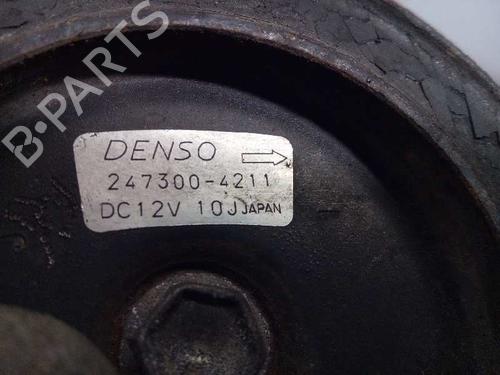 B-PARTS
DENSO
247300-4211
DC12V 10J JAPAN